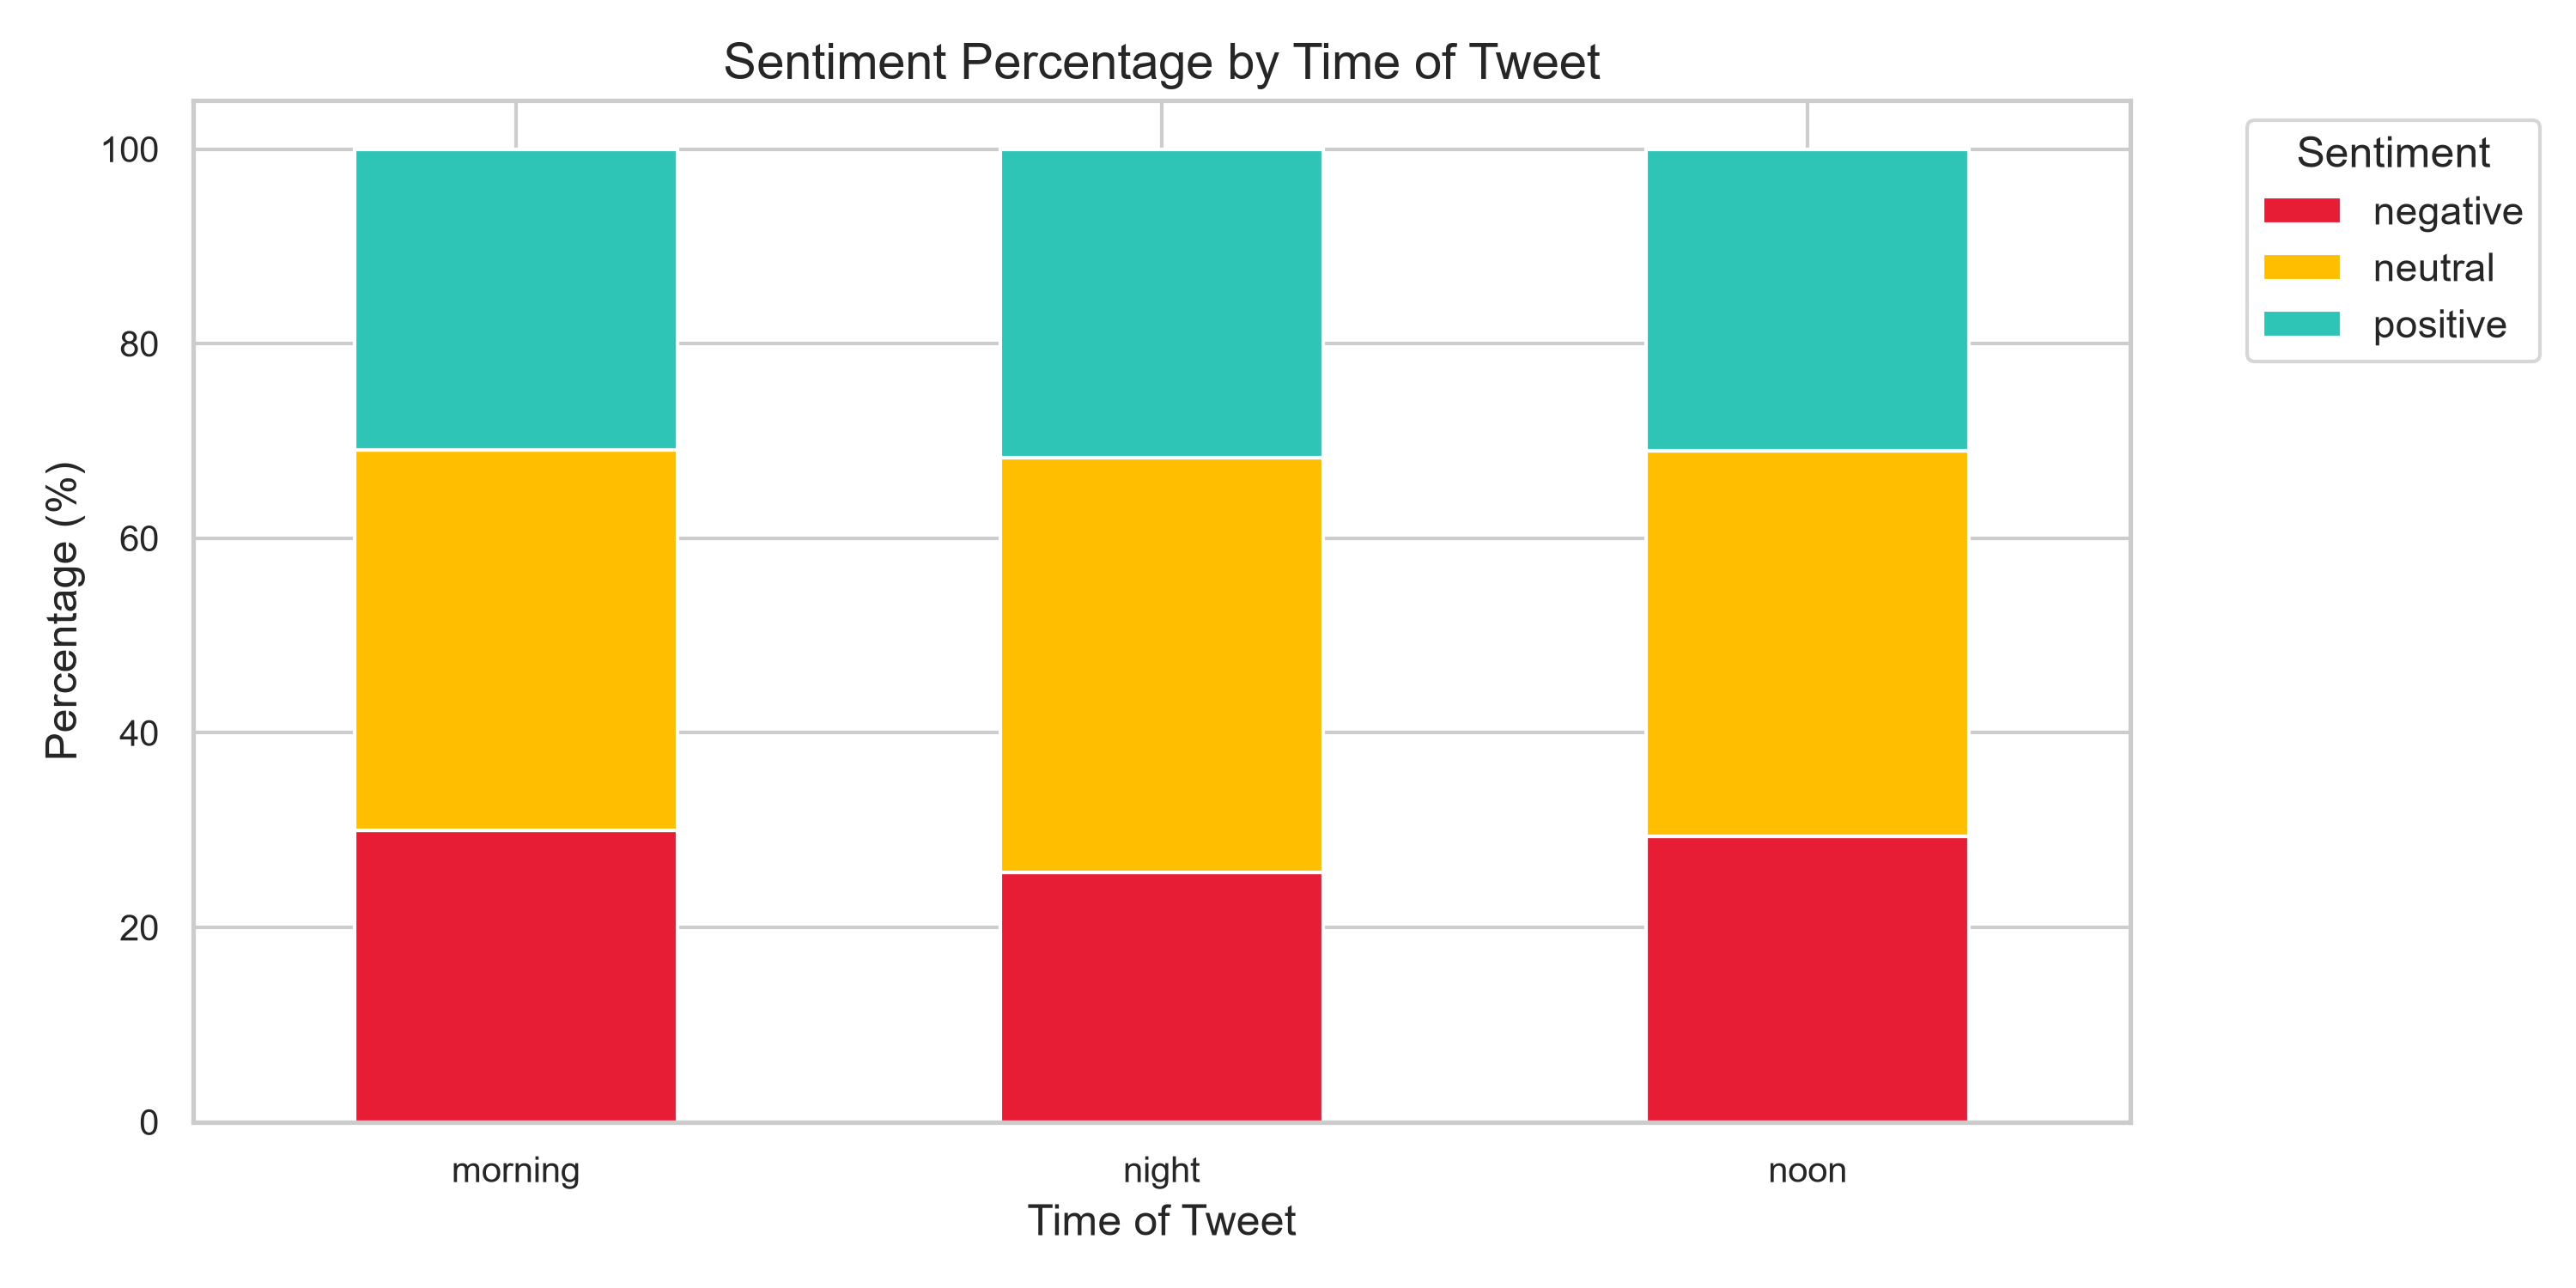 Sentiment Percentage by Time of Tweet
Percentage (%)
100
80
60
40
20
0
morning
night
noon
Time of Tweet
Sentiment
negative
neutral
positive